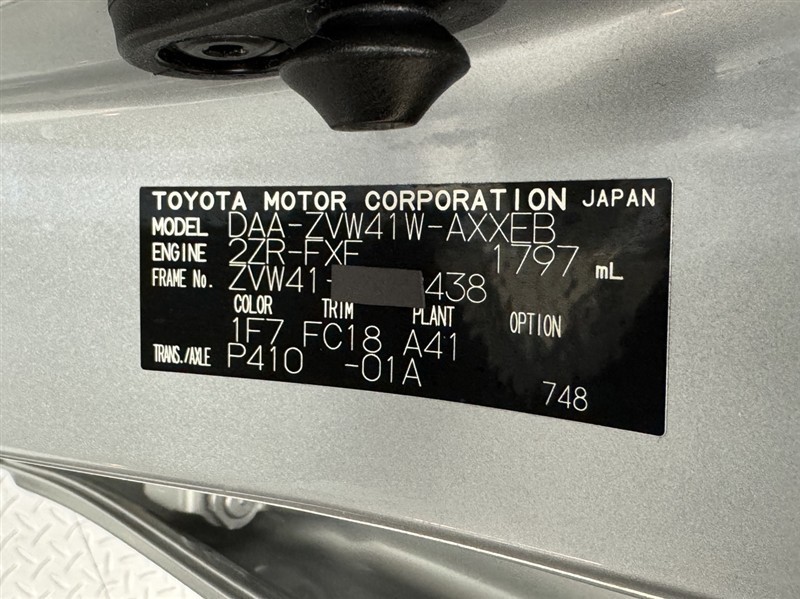 TOYOTA MOTOR CORPORATION JAPAN
MODEL DAA-ZVW41W-AXXEB
ENGINE 2ZR-FXE 1797 mL
FRAME No. ZVW41- 438
COLOR TRIM PLANT OPTION
1F7 FC18 A41
TRANS./AXLE P410 -01A
748